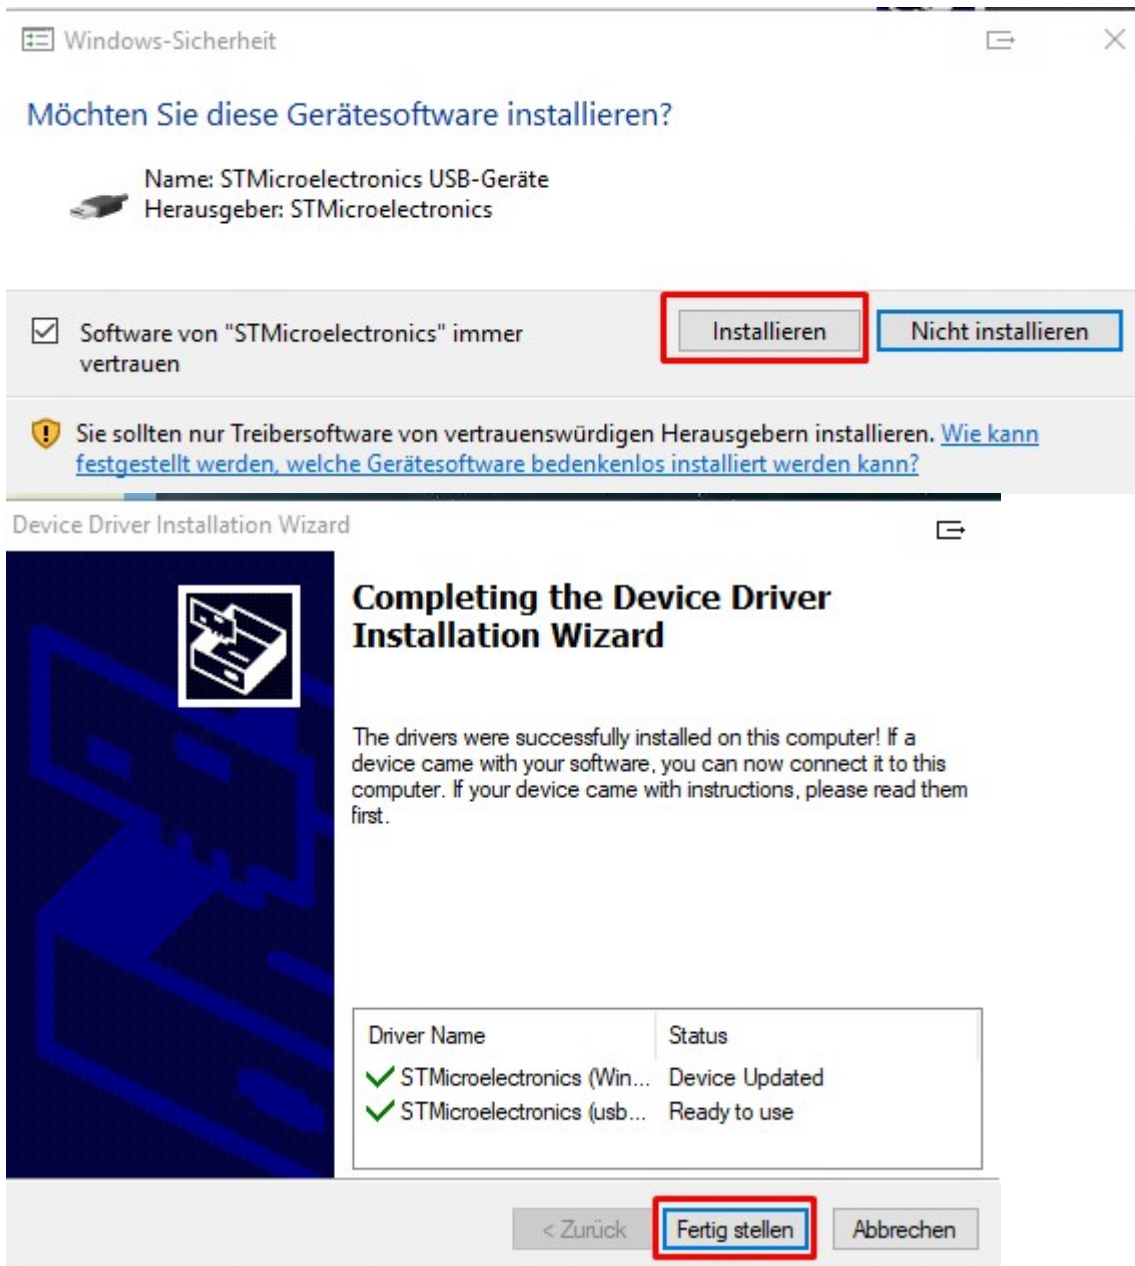 Windows-Sicherheit
Möchten Sie diese Gerätesoftware installieren?
Name: STMicroelectronics USB-Geräte
Herausgeber: STMicroelectronics
Software von "STMicroelectronics" immer
vertrauen
Installieren
Nicht installieren
Sie sollten nur Treibersoftware von vertrauenswürdigen Herausgebern installieren. Wie kann
festgestellt werden, welche Gerätesoftware bedenkenlos installiert werden kann?
Device Driver Installation Wizard
Completing the Device Driver
Installation Wizard
The drivers were successfully installed on this computer! If a
device came with your software, you can now connect it to this
computer. If your device came with instructions, please read them
first.
Driver Name Status
STMicroelectronics (Win... Device Updated
STMicroelectronics (usb... Ready to use
< Zurück
Fertig stellen
Abbrechen